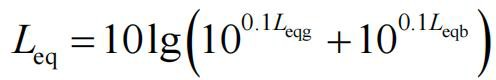 L_eq = 10lg(10^{0.1L_eqg} + 10^{0.1L_eqb})